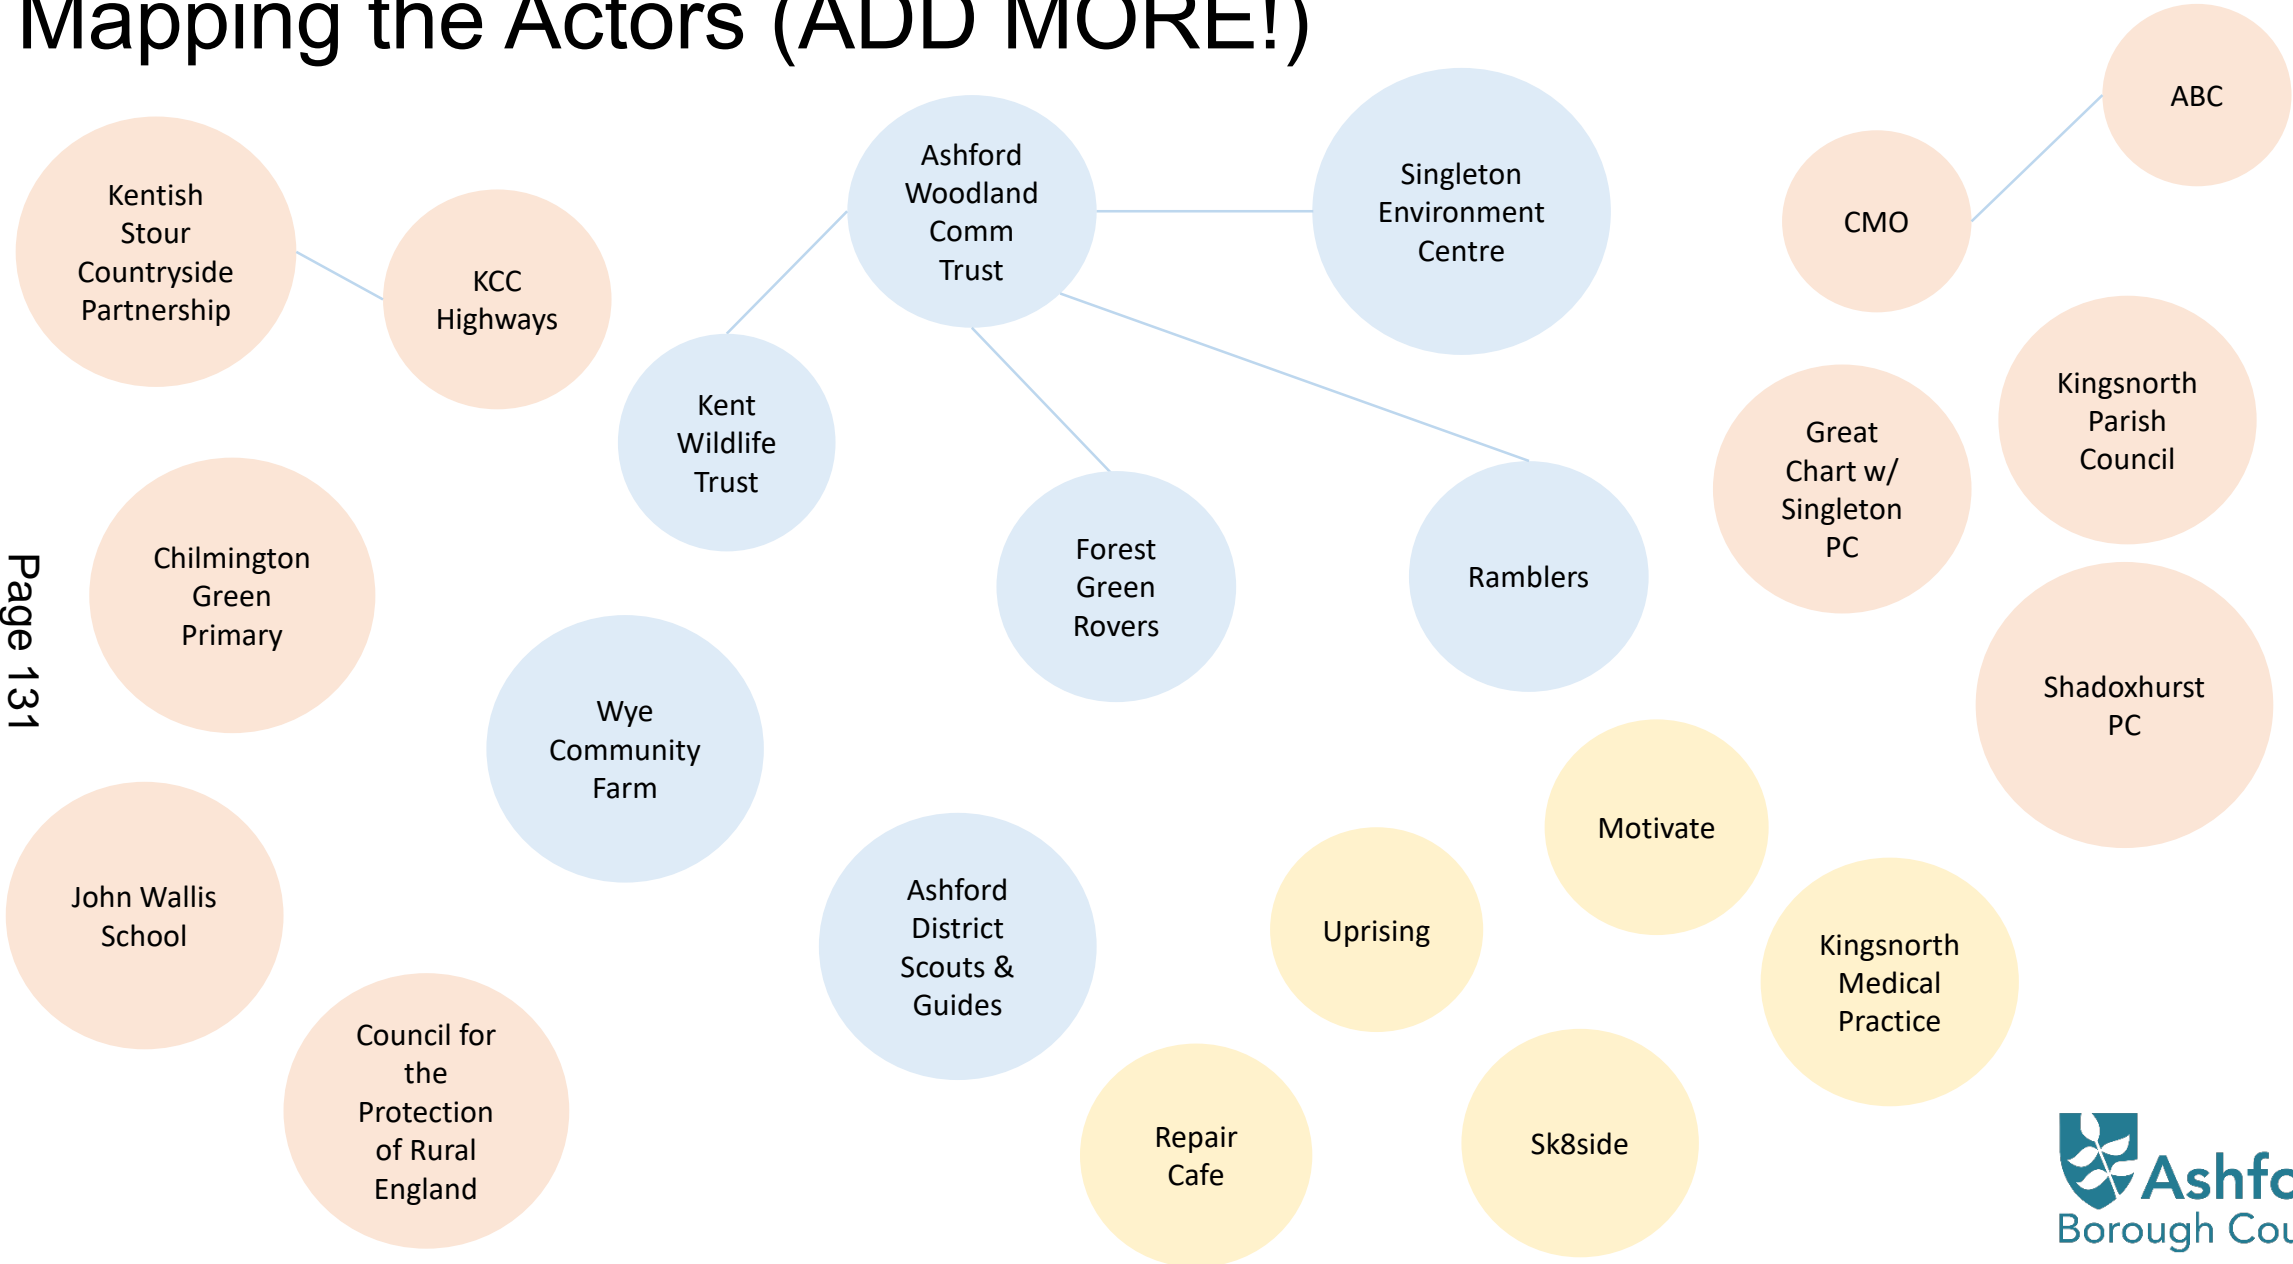 Mapping the Actors (ADD MORE!)
ABC
Kentish
Stour
Countryside
Partnership
KCC
Highways
Ashford
Woodland
Comm
Trust
Singleton
Environment
Centre
CMO
Kent
Wildlife
Trust
Great
Chart w/
Singleton
PC
Kingsnorth
Parish
Council
Chilmington
Green
Primary
Forest
Green
Rovers
Ramblers
Page 131
Wye
Community
Farm
Shadoxhurst
PC
Motivate
John Wallis
School
Ashford
District
Scouts &
Guides
Uprising
Kingsnorth
Medical
Practice
Council for
the
Protection
of Rural
England
Repair
Cafe
Sk8side
Ashfo
Borough Cou